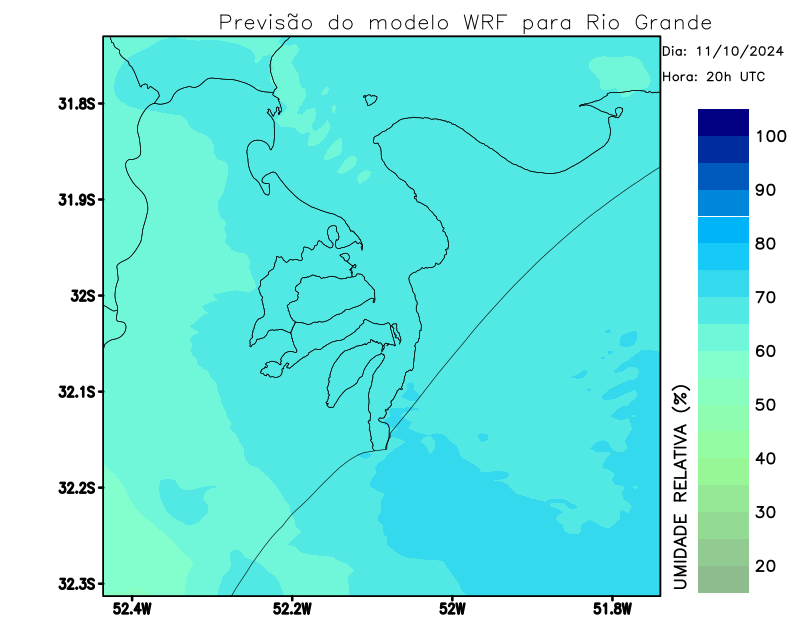 Previsão do modelo WRF para Rio Grande
Dia: 11/10/2024
Hora: 20h UTC
31.8S
31.9S
32S
32.1S
32.2S
32.3S
52.4W
52.2W
52W
51.8W
100
90
80
70
60
50
40
30
20
UMIDADE RELATIVA (%)